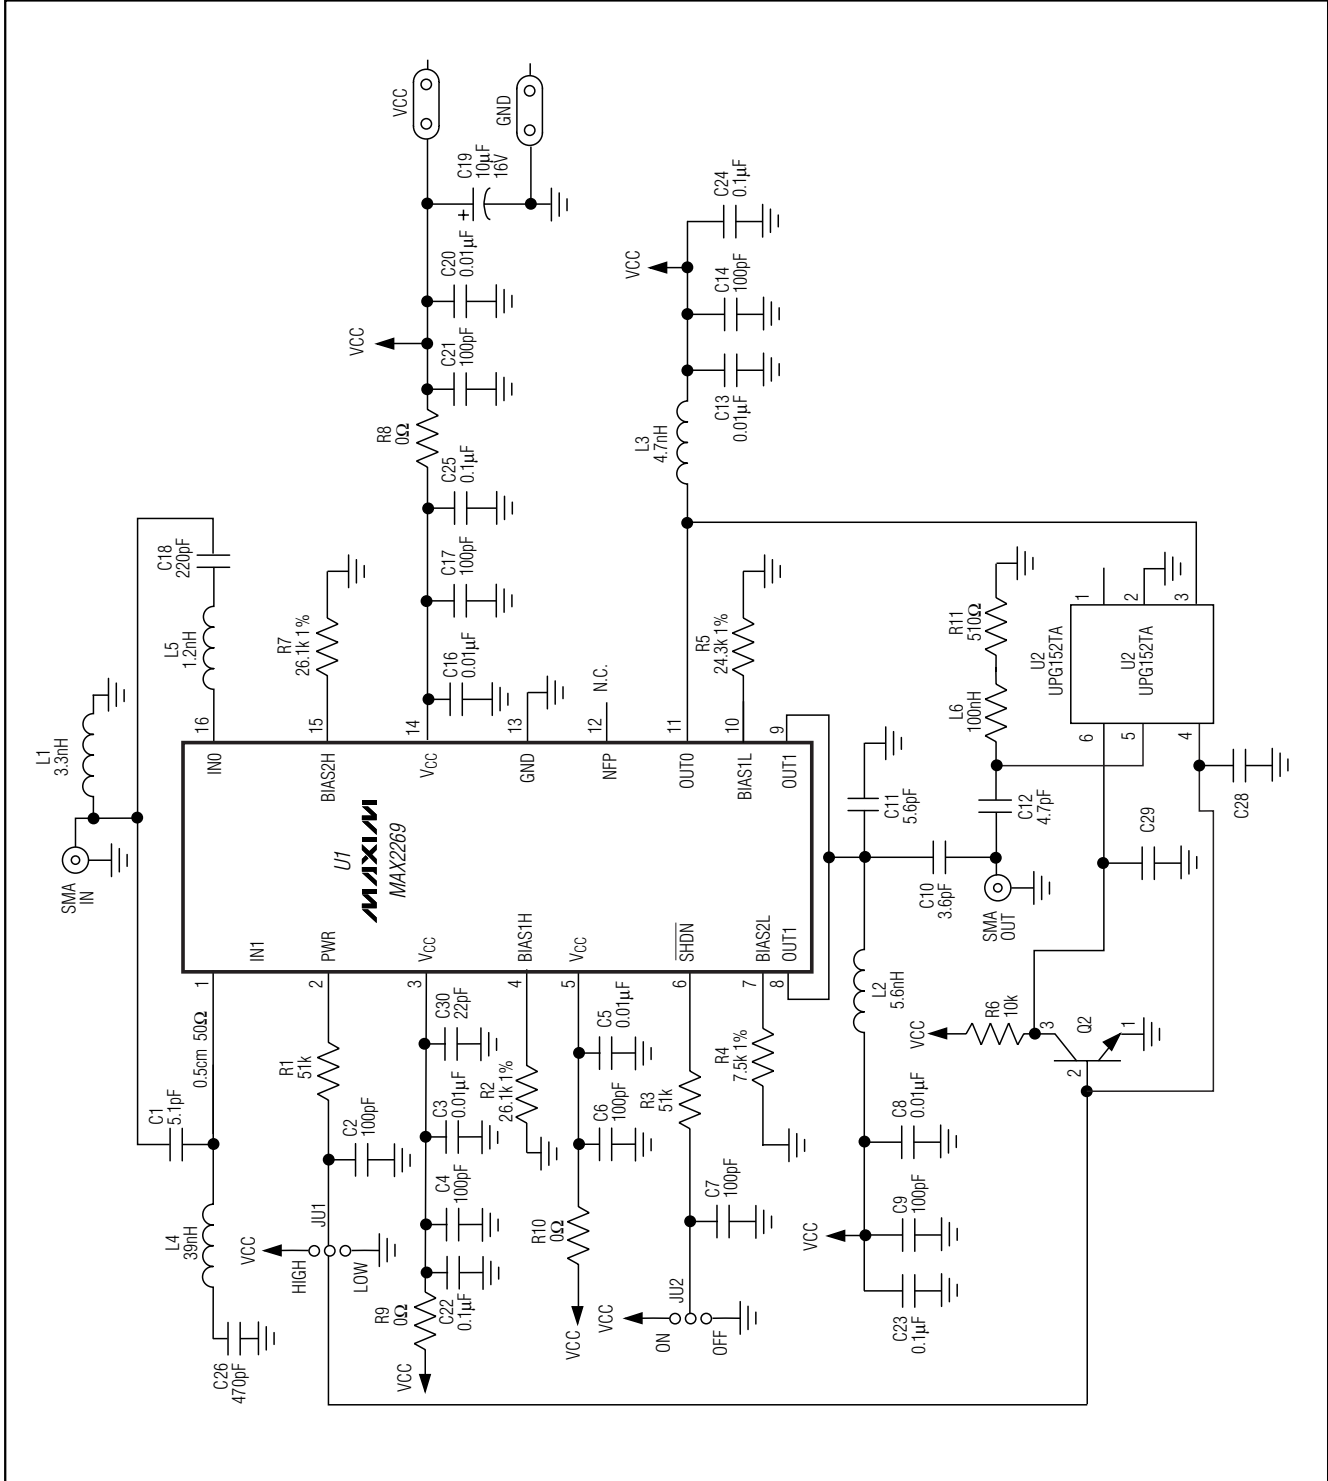 SMA
IN
L1
3.3nH
C1
5.1pF
0.5cm 50Ω
L4
39nH
C26
470pF
L5
1.2nH
C18
220pF
R1
51k
C2
100pF
JU1
VCC
HIGH
LOW
R7
26.1k 1%
C30
22pF
C3
0.01µF
C4
100pF
C22
0.1µF
R9
0Ω
VCC
R2
26.1k 1%
C5
0.01µF
C6
100pF
R10
0Ω
VCC
R3
51k
C7
100pF
JU2
VCC
ON
OFF
R4
7.5k 1%
U1
MAXIM
MAX2269
1
IN1
2
PWR
3
VCC
4
BIAS1H
5
VCC
6
SHDN
7
BIAS2L
8
OUT1
16
IN0
15
BIAS2H
14
VCC
13
GND
12
NFP
N.C.
11
OUT0
10
BIAS1L
9
OUT1
C16
0.01µF
C17
100pF
C25
0.1µF
R8
0Ω
C21
100pF
VCC
C20
0.01µF
C19
10µF
16V
+
VCC
GND
L3
4.7nH
C13
0.01µF
C14
100pF
VCC
C24
0.1µF
R5
24.3k 1%
C11
5.6pF
L2
5.6nH
C8
0.01µF
C9
100pF
VCC
C23
0.1µF
C10
3.6pF
SMA
OUT
C12
4.7pF
L6
100nH
R11
510Ω
U2
UPG152TA
U2
UPG152TA
1
2
3
6
5
4
C28
C29
VCC
R6
10k
3
Q2
2
1